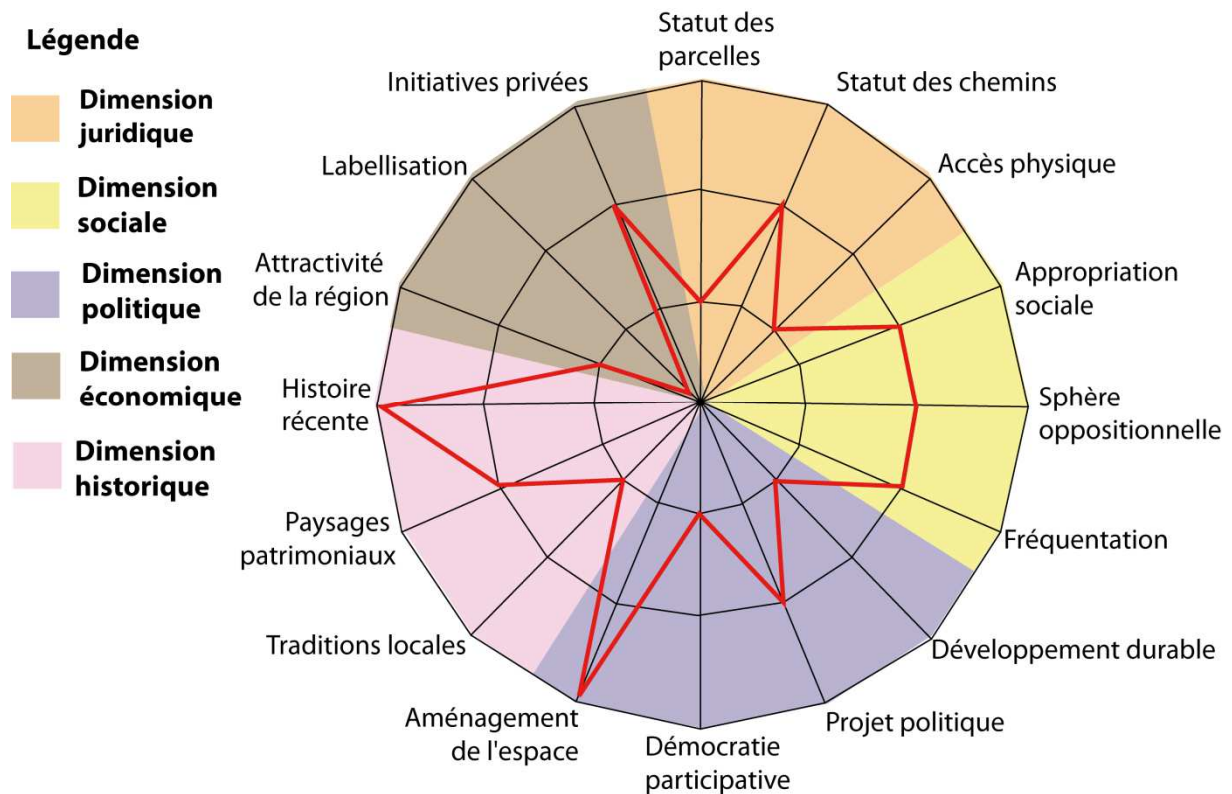 Légende
Dimension
juridique
Dimension
sociale
Dimension
politique
Dimension
économique
Dimension
historique
Statut des
parcelles
Statut des chemins
Accès physique
Appropriation
sociale
Sphère
oppositionnelle
Fréquentation
Développement durable
Projet politique
Démocratie
participative
Aménagement
de l'espace
Traditions locales
Paysages
patrimoniaux
Histoire
récente
Attractivité
de la région
Labellisation
Initiatives privées